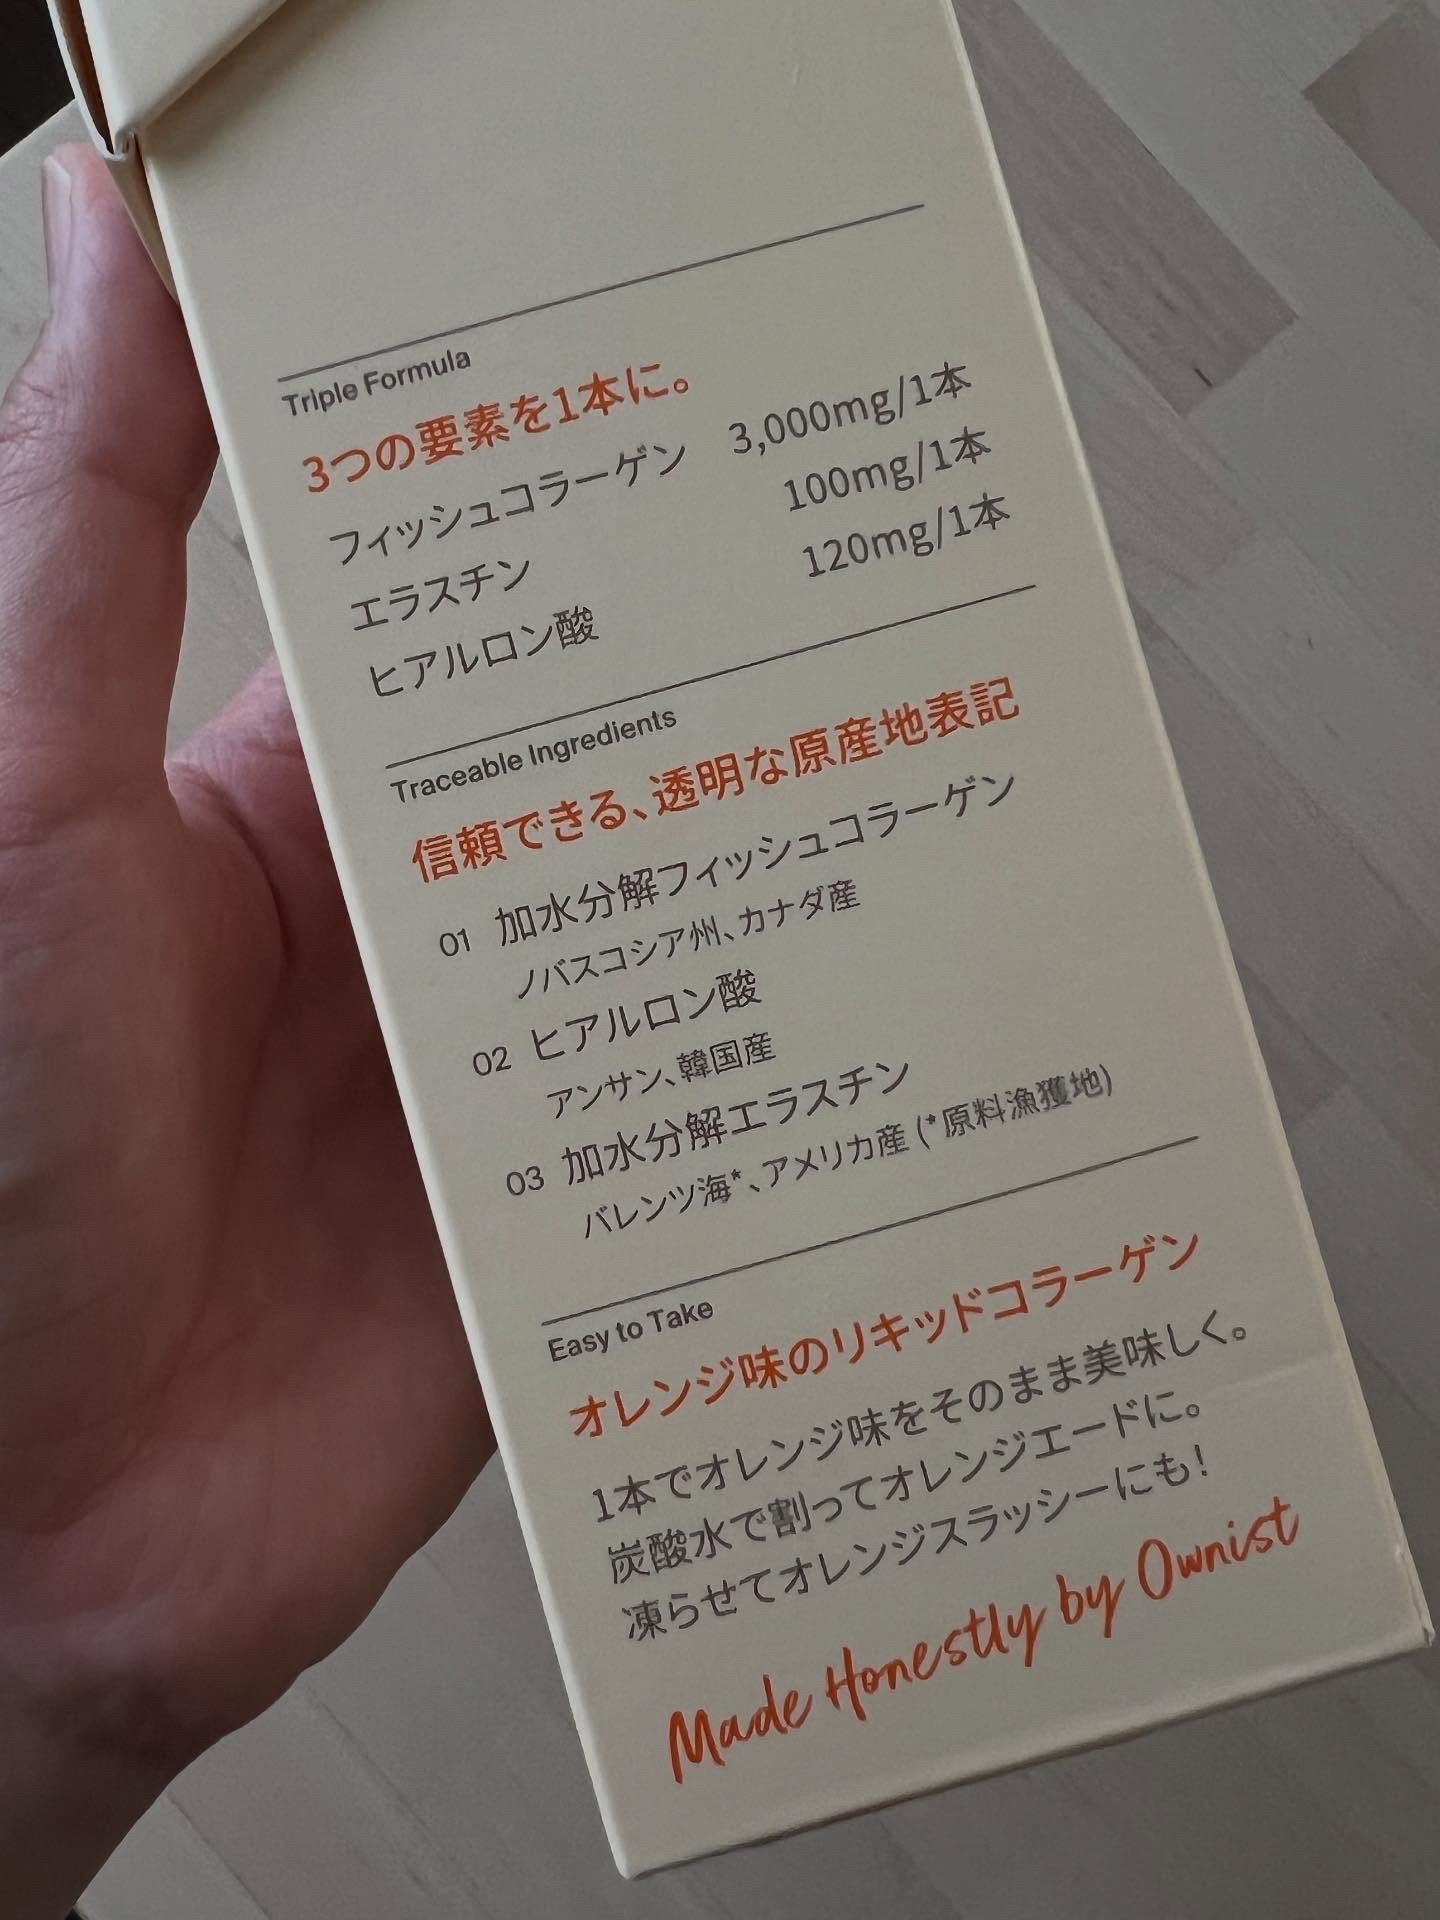 Triple Formula
3つの要素を1本に。
フィッシュコラーゲン 3,000mg/1本
エラスチン 100mg/1本
ヒアルロン酸 120mg/1本
Traceable Ingredients
信頼できる、透明な原産地表記
01 加水分解フィッシュコラーゲン
ノバスコシア州、カナダ産
02 ヒアルロン酸
アンサン、韓国産
03 加水分解エラスチン
バレンツ海*、アメリカ産 (*原料漁獲地)
Easy to Take
オレンジ味のリキッドコラーゲン
1本でオレンジ味をそのまま美味しく。
炭酸水で割ってオレンジエードに。
凍らせてオレンジスラッシーにも!
Made Honestly by Ownist